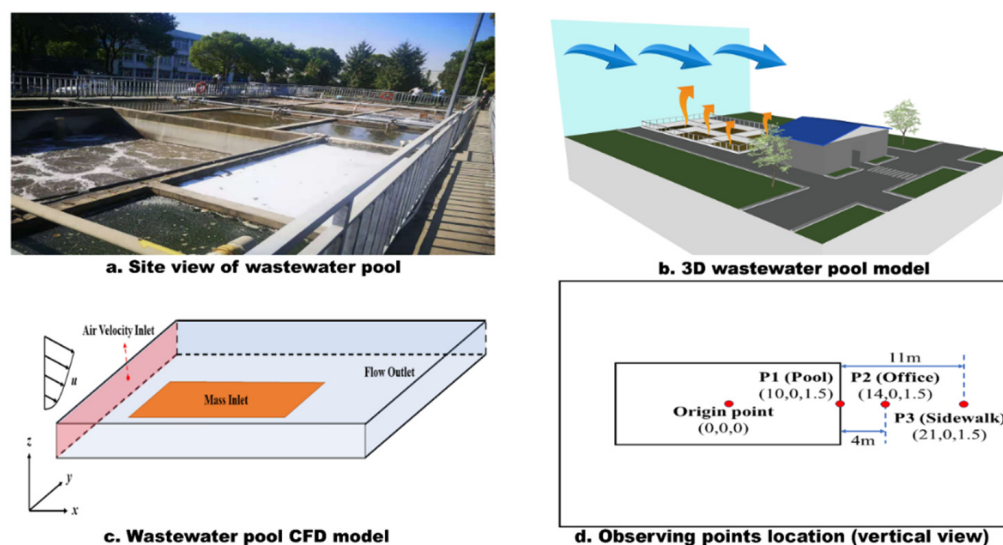 a. Site view of wastewater pool
b. 3D wastewater pool model
Air Velocity Inlet
u
Flow Outlet
Mass Inlet
z
y
x
c. Wastewater pool CFD model
11m
P1 (Pool)
(10,0,1.5)
P2 (Office)
(14,0,1.5)
Origin point
(0,0,0)
P3 (Sidewalk)
(21,0,1.5)
4m
d. Observing points location (vertical view)